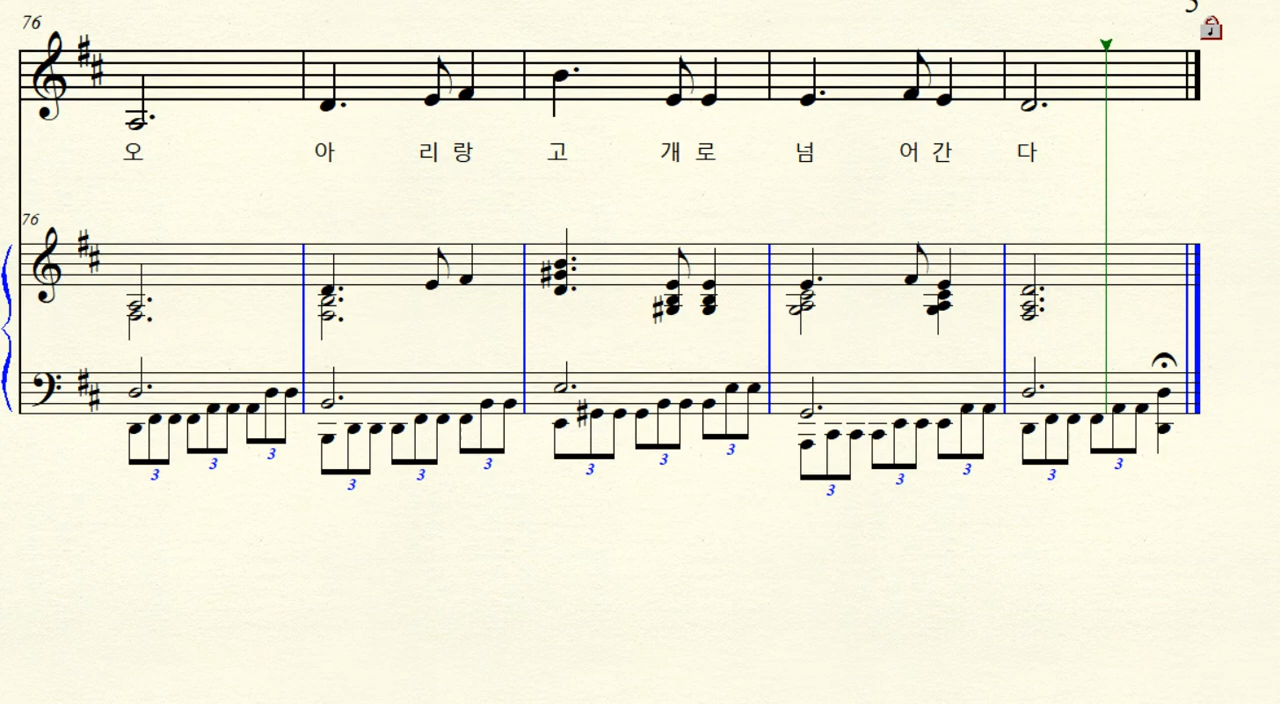 76
오 아 리 랑 고 개 로 넘 어 간 다
76
3 3 3 3 3 3 3 3 3 3 3 3 3 3